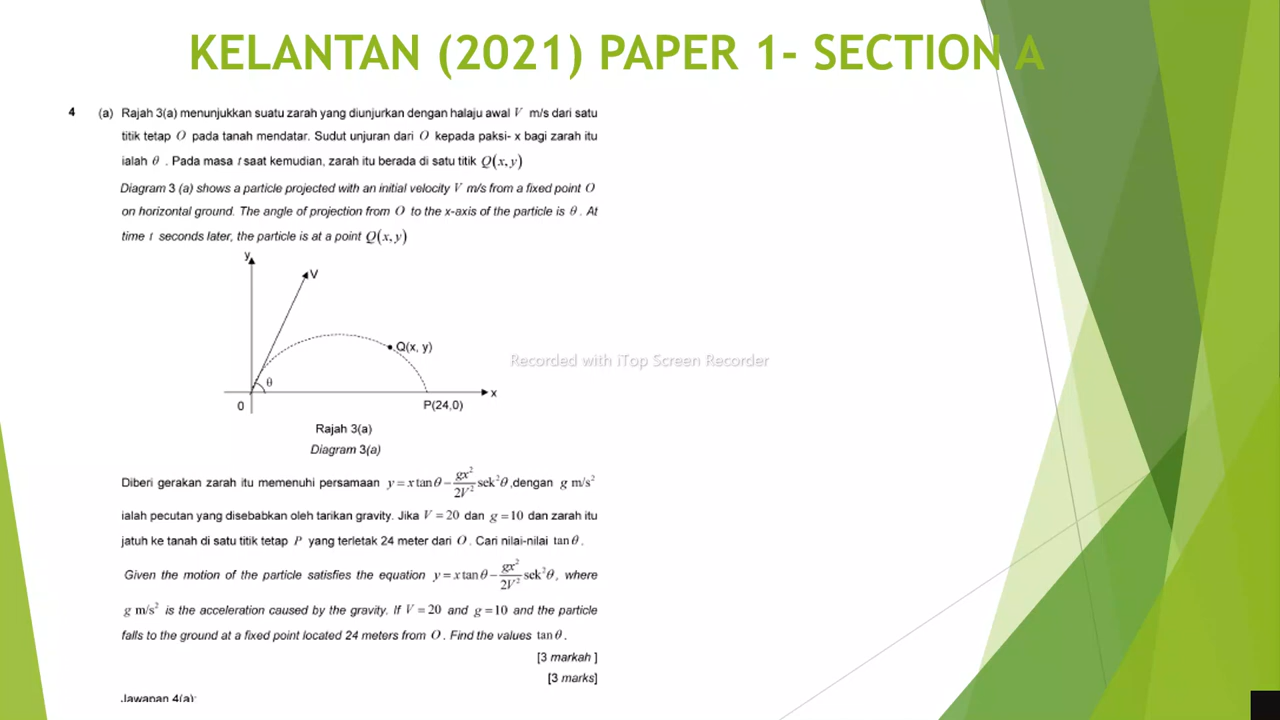 KELANTAN (2021) PAPER 1- SECTION A
4 (a) Rajah 3(a) menunjukkan suatu zarah yang diunjurkan dengan halaju awal V m/s dari satu
titik tetap O pada tanah mendatar. Sudut unjuran dari O kepada paksi- x bagi zarah itu
ialah θ . Pada masa t saat kemudian, zarah itu berada di satu titik Q(x, y)
Diagram 3 (a) shows a particle projected with an initial velocity V m/s from a fixed point O
on horizontal ground. The angle of projection from O to the x-axis of the particle is θ . At
time t seconds later, the particle is at a point Q(x, y)
y
V
Q(x, y)
Recorded with iTop Screen Recorder
θ
x
0
P(24,0)
Rajah 3(a)
Diagram 3(a)
Diberi gerakan zarah itu memenuhi persamaan y = x tan θ − gx²/2V² sek²θ ,dengan g m/s²
ialah pecutan yang disebabkan oleh tarikan gravity. Jika V = 20 dan g = 10 dan zarah itu
jatuh ke tanah di satu titik tetap P yang terletak 24 meter dari O . Cari nilai-nilai tan θ .
Given the motion of the particle satisfies the equation y = x tan θ − gx²/2V² sek²θ , where
g m/s² is the acceleration caused by the gravity. If V = 20 and g = 10 and the particle
falls to the ground at a fixed point located 24 meters from O . Find the values tan θ .
[3 markah ]
[3 marks]
Jawapan 4(a):